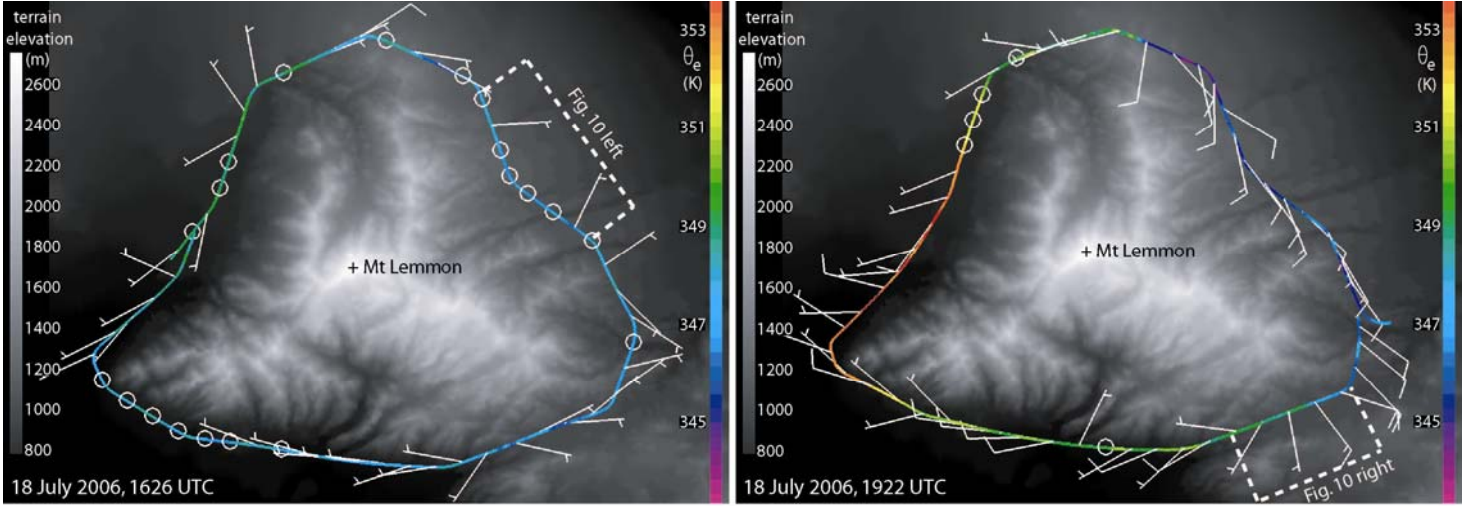 terrain
elevation
(m)
2600
2400
2200
2000
1800
1600
1400
1200
1000
800
353
θe
(K)
351
349
347
345
Fig. 10 left
+ Mt Lemmon
18 July 2006, 1626 UTC
terrain
elevation
(m)
2600
2400
2200
2000
1800
1600
1400
1200
1000
800
353
θe
(K)
351
349
347
345
+ Mt Lemmon
Fig. 10 right
18 July 2006, 1922 UTC